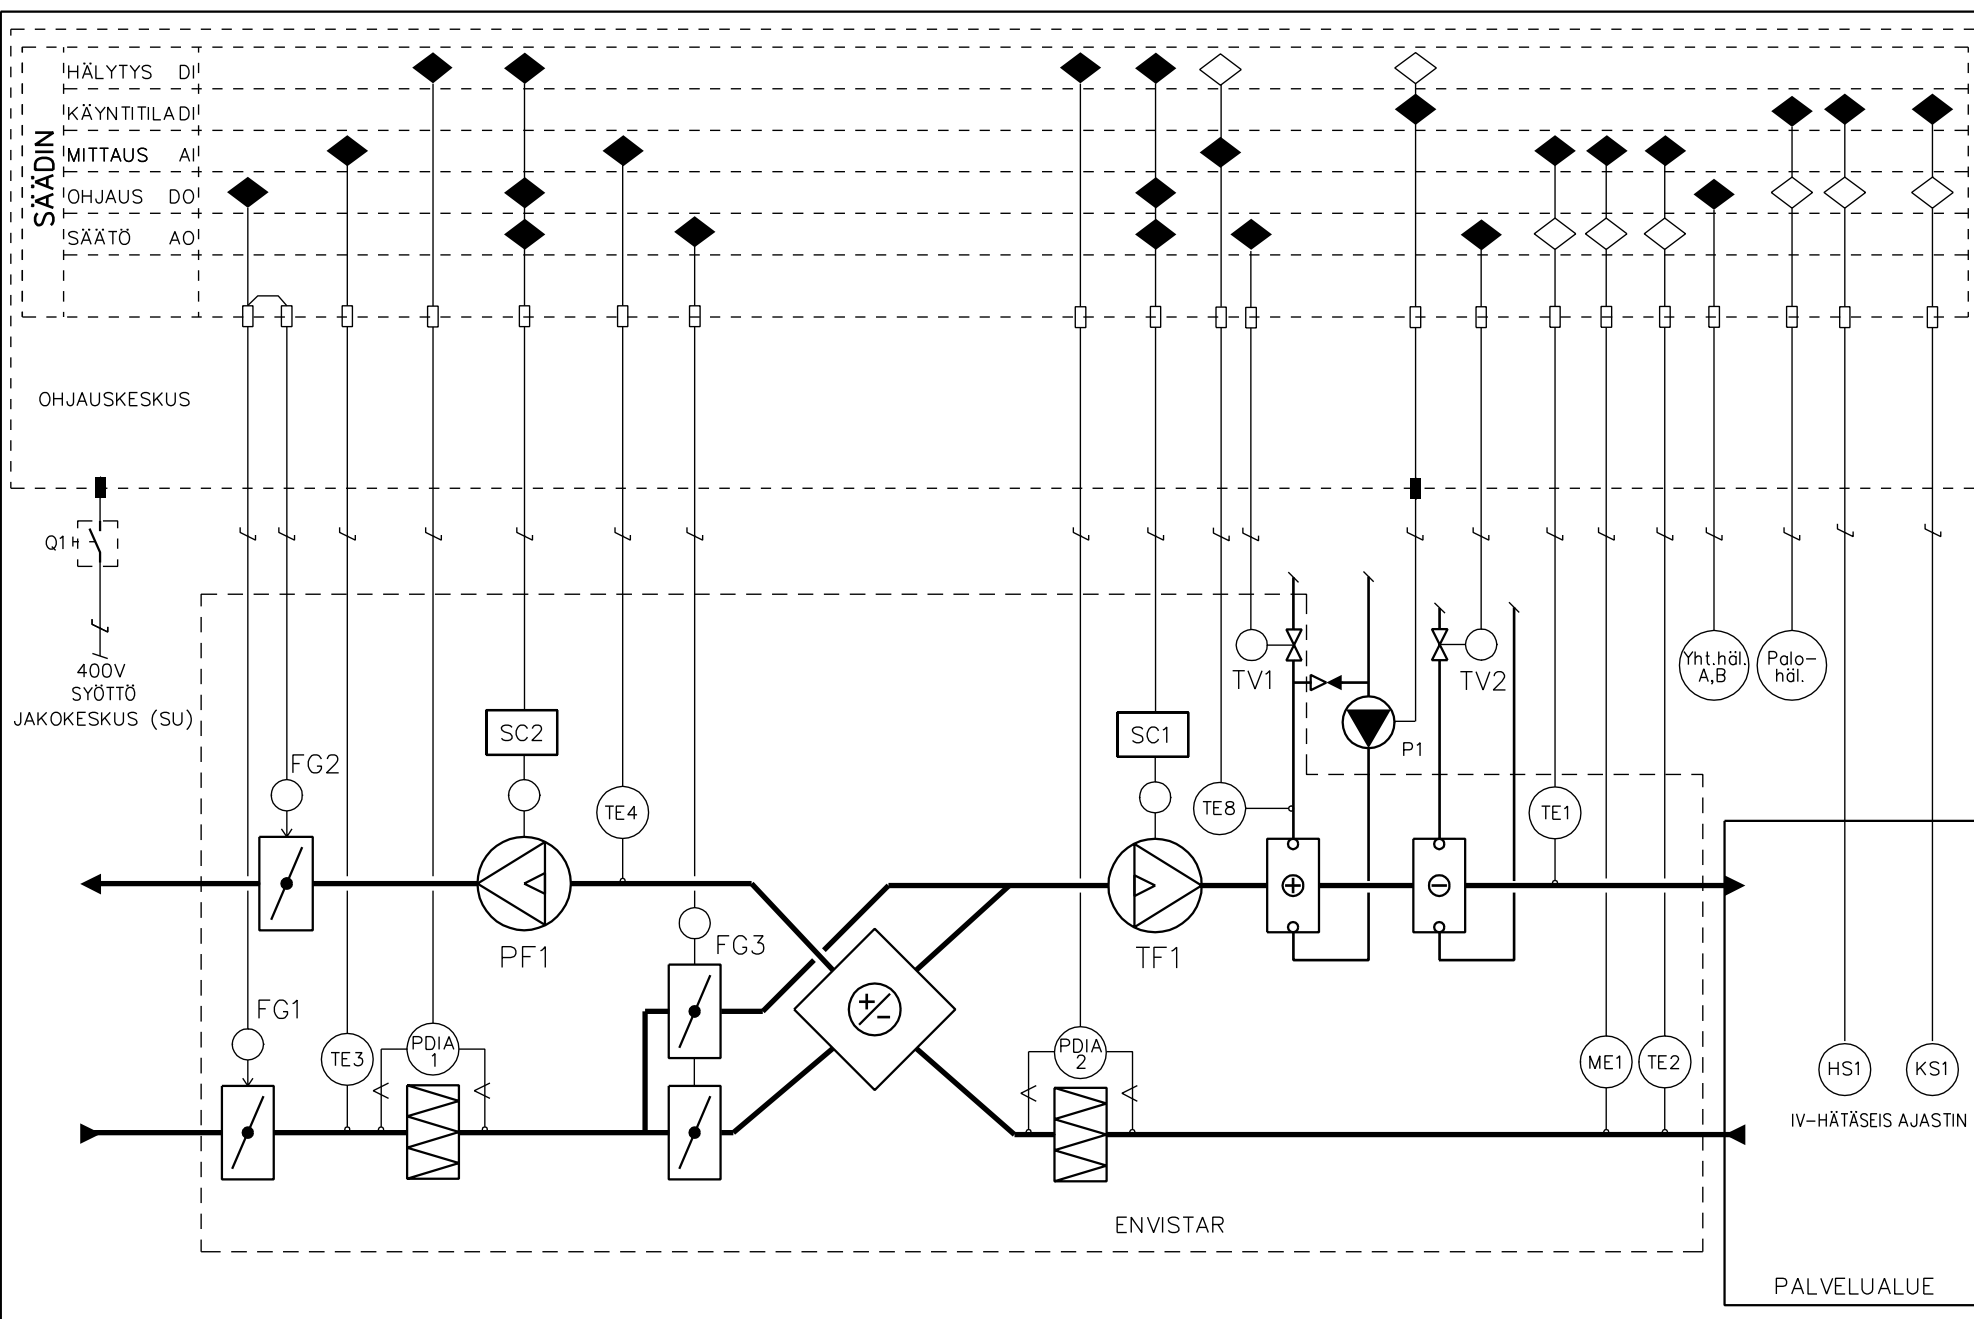 SÄÄDIN
HÄLYTYS DI
KÄYNTITILA DI
MITTAUS AI
OHJAUS DO
SÄÄTÖ AO
OHJAUSKESKUS
Q1
400V
SYÖTTÖ
JAKOKESKUS (SU)
TV1
TV2
Yht.häl.
A,B
Palo-
häl.
SC2
SC1
P1
FG2
TE4
TE8
TE1
PF1
FG3
TF1
FG1
TE3
PDIA
1
PDIA
2
ME1
TE2
HS1
KS1
IV-HÄTÄSEIS AJASTIN
ENVISTAR
PALVELUALUE